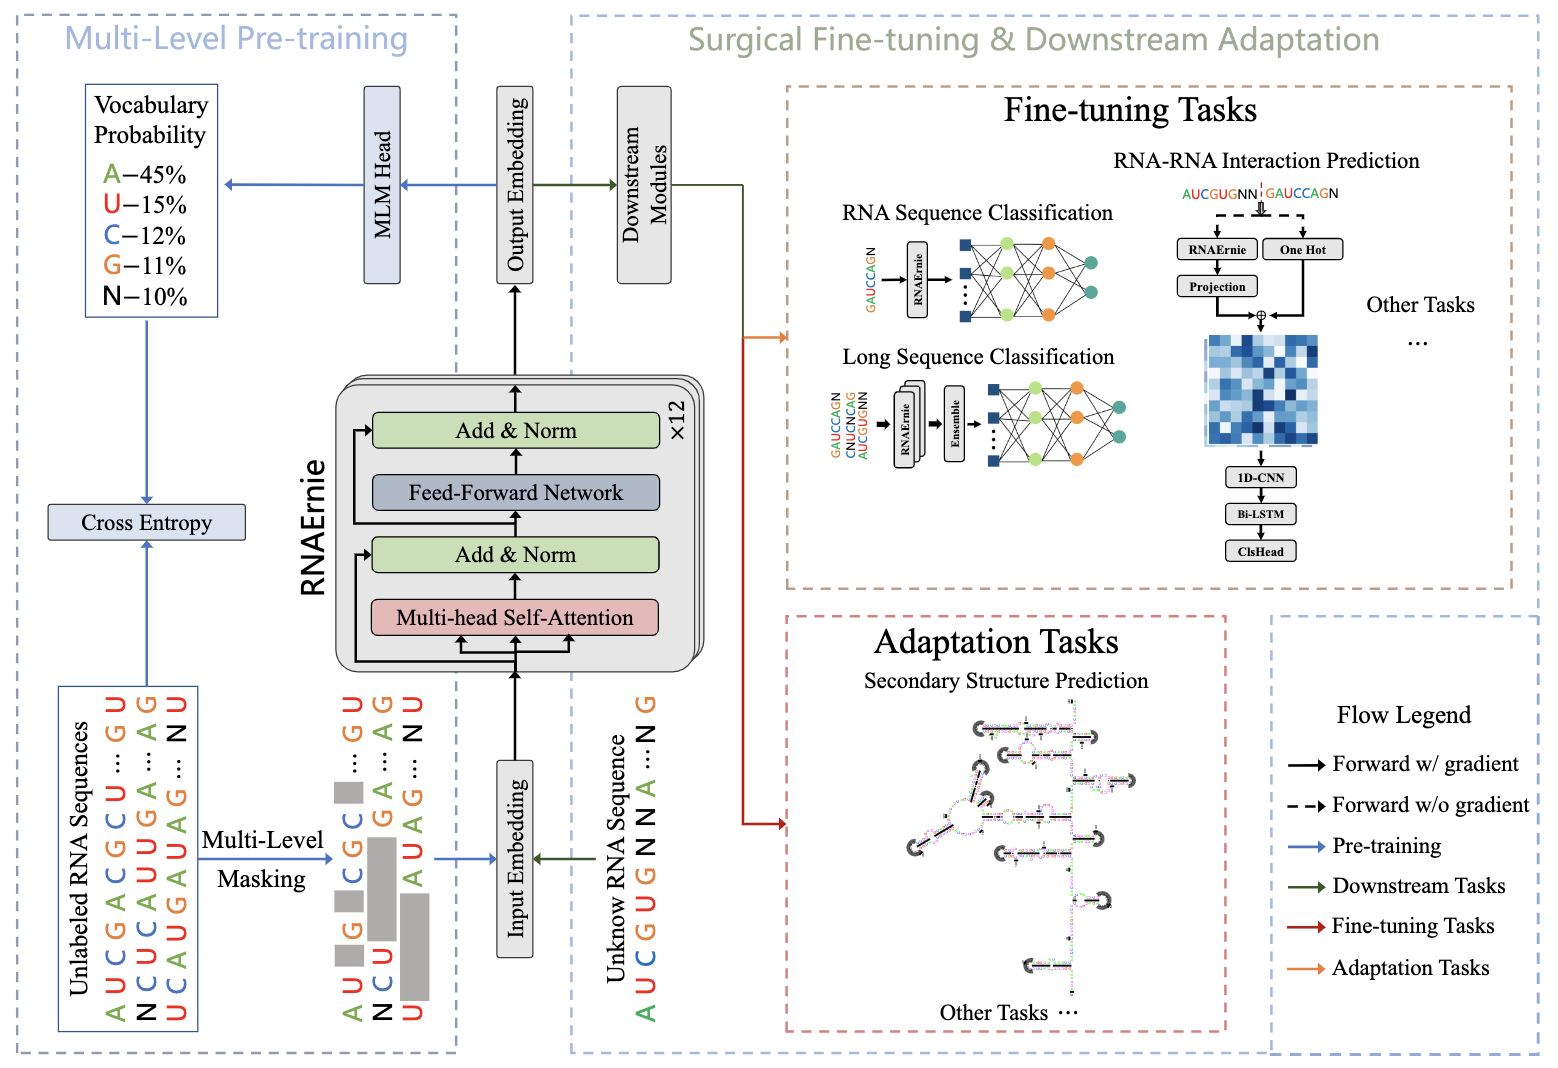 Multi-Level Pre-training
Surgical Fine-tuning & Downstream Adaptation
Vocabulary
Probability
A–45%
U–15%
C–12%
G–11%
N–10%
MLM Head
Output Embedding
Downstream
Modules
Cross Entropy
RNAErnie
×12
Add & Norm
Feed-Forward Network
Add & Norm
Multi-head Self-Attention
Unlabeled RNA Sequences
AUCGACGCU...GU
NCUCAUUGA...AG
UCAUGAUAG...NU
Multi-Level
Masking
AU G CGC ...GU
NCU GA...AG
U AUAG...NU
Input Embedding
Unknow RNA Sequence
AUCGUGNNA...NG
Fine-tuning Tasks
RNA Sequence Classification
GAUCCAGN
RNAErnie
Long Sequence Classification
GAUCCAGN
CNUCNCAG
AUCGUGNN
RNAErnie
Ensemble
RNA-RNA Interaction Prediction
AUCGUGNN GAUCCAGN
RNAErnie
One Hot
Projection
1D-CNN
Bi-LSTM
ClsHead
Other Tasks
...
Adaptation Tasks
Secondary Structure Prediction
Other Tasks ...
Flow Legend
Forward w/ gradient
Forward w/o gradient
Pre-training
Downstream Tasks
Fine-tuning Tasks
Adaptation Tasks